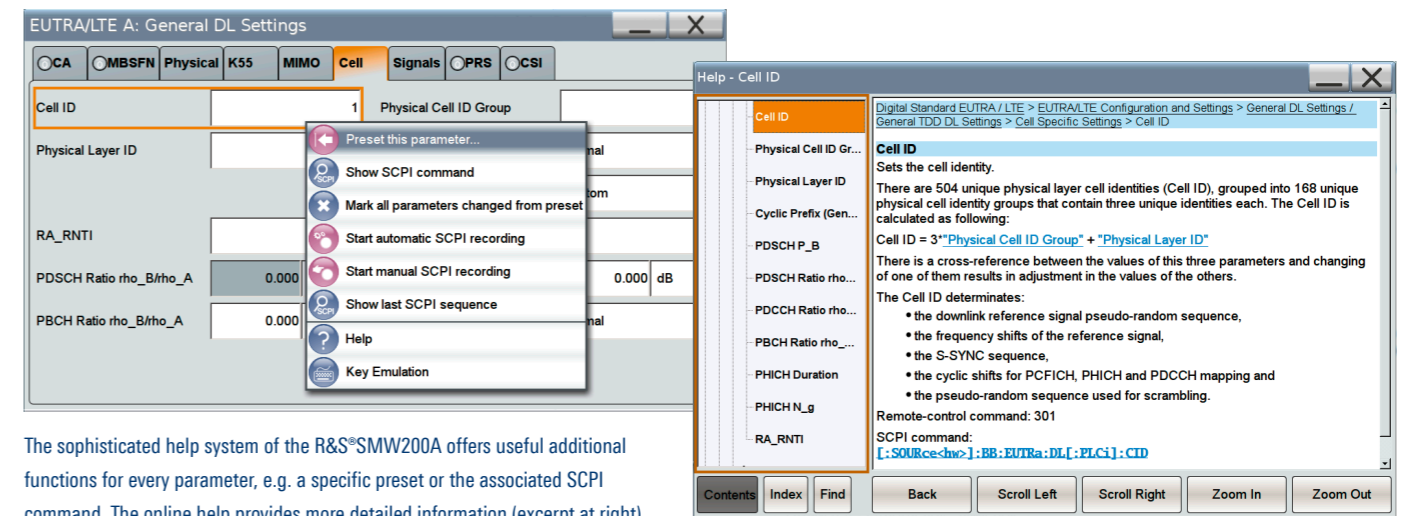 EUTRA/LTE A: General DL Settings
CA MBSFN Physical K55 MIMO Cell Signals PRS CSI
Cell ID 1 Physical Cell ID Group
Physical Layer ID
RA_RNTI
PDSCH Ratio rho_B/rho_A 0.000 0.000 dB
PBCH Ratio rho_B/rho_A 0.000
Preset this parameter...
Show SCPI command
Mark all parameters changed from preset
Start automatic SCPI recording
Start manual SCPI recording
Show last SCPI sequence
Help
Key Emulation
The sophisticated help system of the R&S®SMW200A offers useful additional
functions for every parameter, e.g. a specific preset or the associated SCPI
command. The online help provides more detailed information (excerpt at right).
Help - Cell ID
Cell ID
Physical Cell ID Gr...
Physical Layer ID
Cyclic Prefix (Gen...
PDSCH P_B
PDSCH Ratio rho...
PDCCH Ratio rho...
PBCH Ratio rho_...
PHICH Duration
PHICH N_g
RA_RNTI
Digital Standard EUTRA / LTE > EUTRA/LTE Configuration and Settings > General DL Settings /
General TDD DL Settings > Cell Specific Settings > Cell ID
Cell ID
Sets the cell identity.
There are 504 unique physical layer cell identities (Cell ID), grouped into 168 unique
physical cell identity groups that contain three unique identities each. The Cell ID is
calculated as following:
Cell ID = 3*"Physical Cell ID Group" + "Physical Layer ID"
There is a cross-reference between the values of this three parameters and changing
of one of them results in adjustment in the values of the others.
The Cell ID determinates:
• the downlink reference signal pseudo-random sequence,
• the frequency shifts of the reference signal,
• the S-SYNC sequence,
• the cyclic shifts for PCFICH, PHICH and PDCCH mapping and
• the pseudo-random sequence used for scrambling.
Remote-control command: 301
SCPI command:
[:SOURce<hw>]:BB:EUTRa:DL[:PLCi]:CID
Contents Index Find Back Scroll Left Scroll Right Zoom In Zoom Out